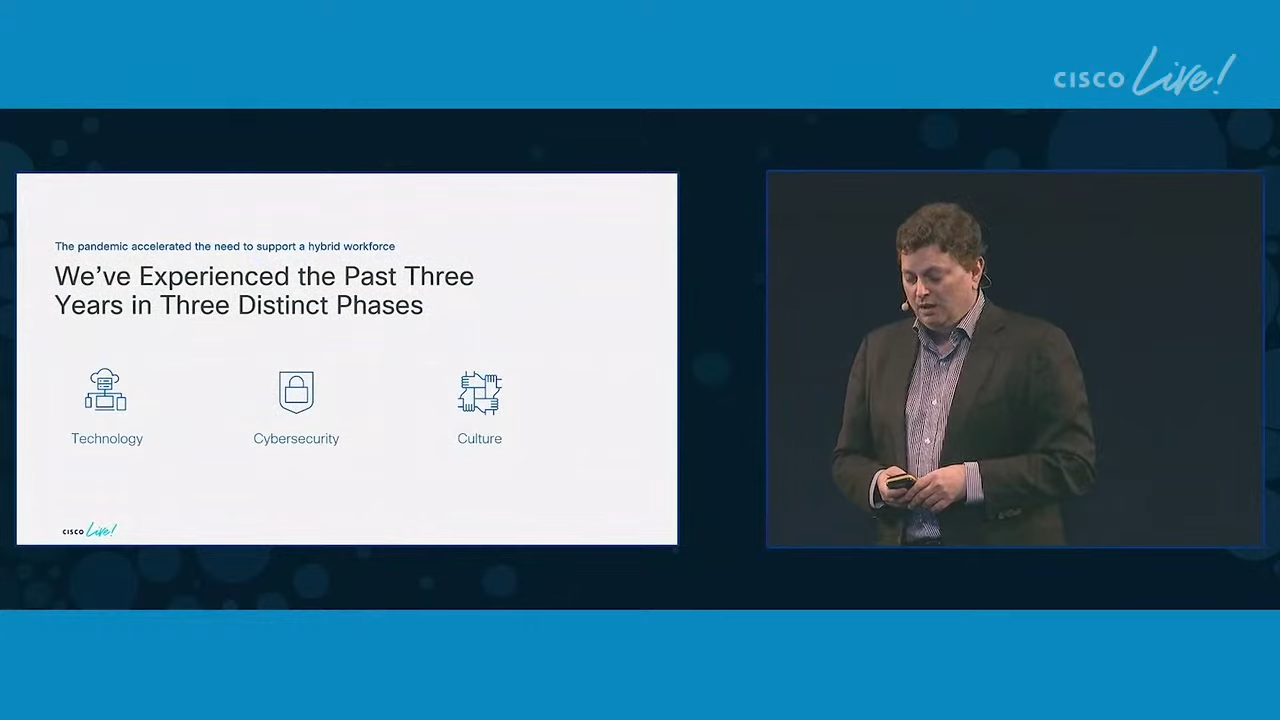 CISCO Live!
The pandemic accelerated the need to support a hybrid workforce
We've Experienced the Past Three
Years in Three Distinct Phases
Technology
Cybersecurity
Culture
CISCO Live!